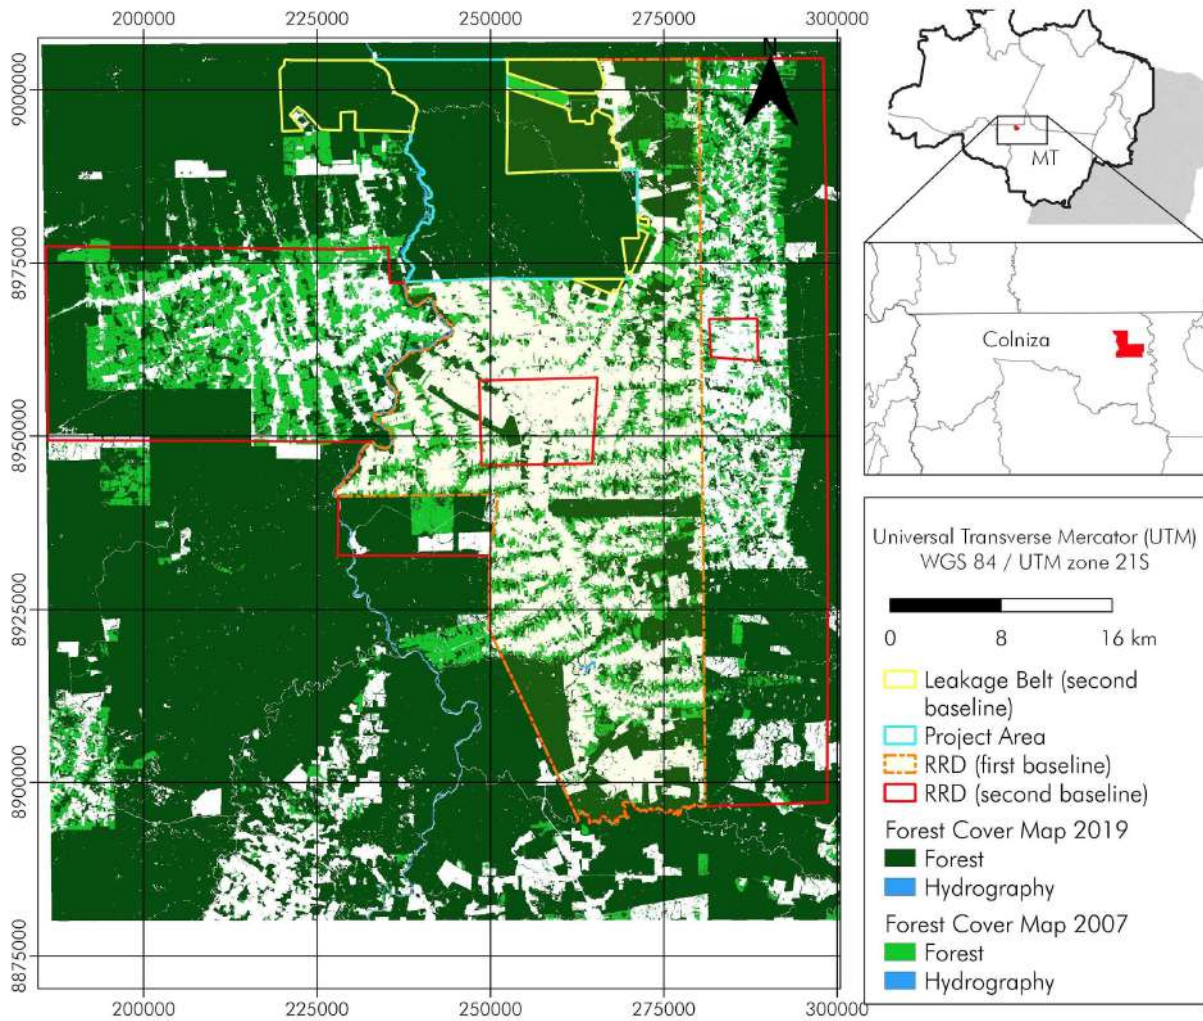 200000 225000 250000 275000 300000
9000000
8975000
8950000
8925000
8900000
8875000
200000 225000 250000 275000 300000
N
MT
Colniza
Universal Transverse Mercator (UTM)
WGS 84 / UTM zone 21S
0 8 16 km
Leakage Belt (second
baseline)
Project Area
RRD (first baseline)
RRD (second baseline)
Forest Cover Map 2019
Forest
Hydrography
Forest Cover Map 2007
Forest
Hydrography